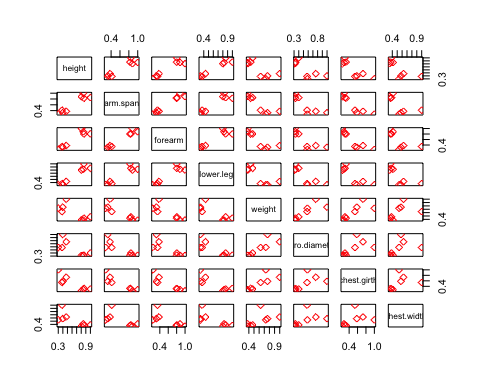 0.4 1.0 0.4 0.9 0.3 0.8 0.4 0.9
height 0.3
0.4 arm.span
forearm 0.4
0.4 lower.leg
weight 0.4
0.3 ro.diamet
chest.girth 0.4
0.4 hest.widt
0.3 0.9 0.4 1.0 0.4 0.9 0.4 1.0